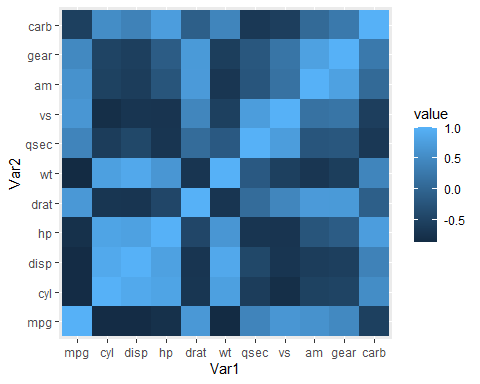 carb
gear
am
vs
qsec
wt
drat
hp
disp
cyl
mpg
Var2
mpg cyl disp hp drat wt qsec vs am gear carb
Var1
value
1.0
0.5
0.0
-0.5